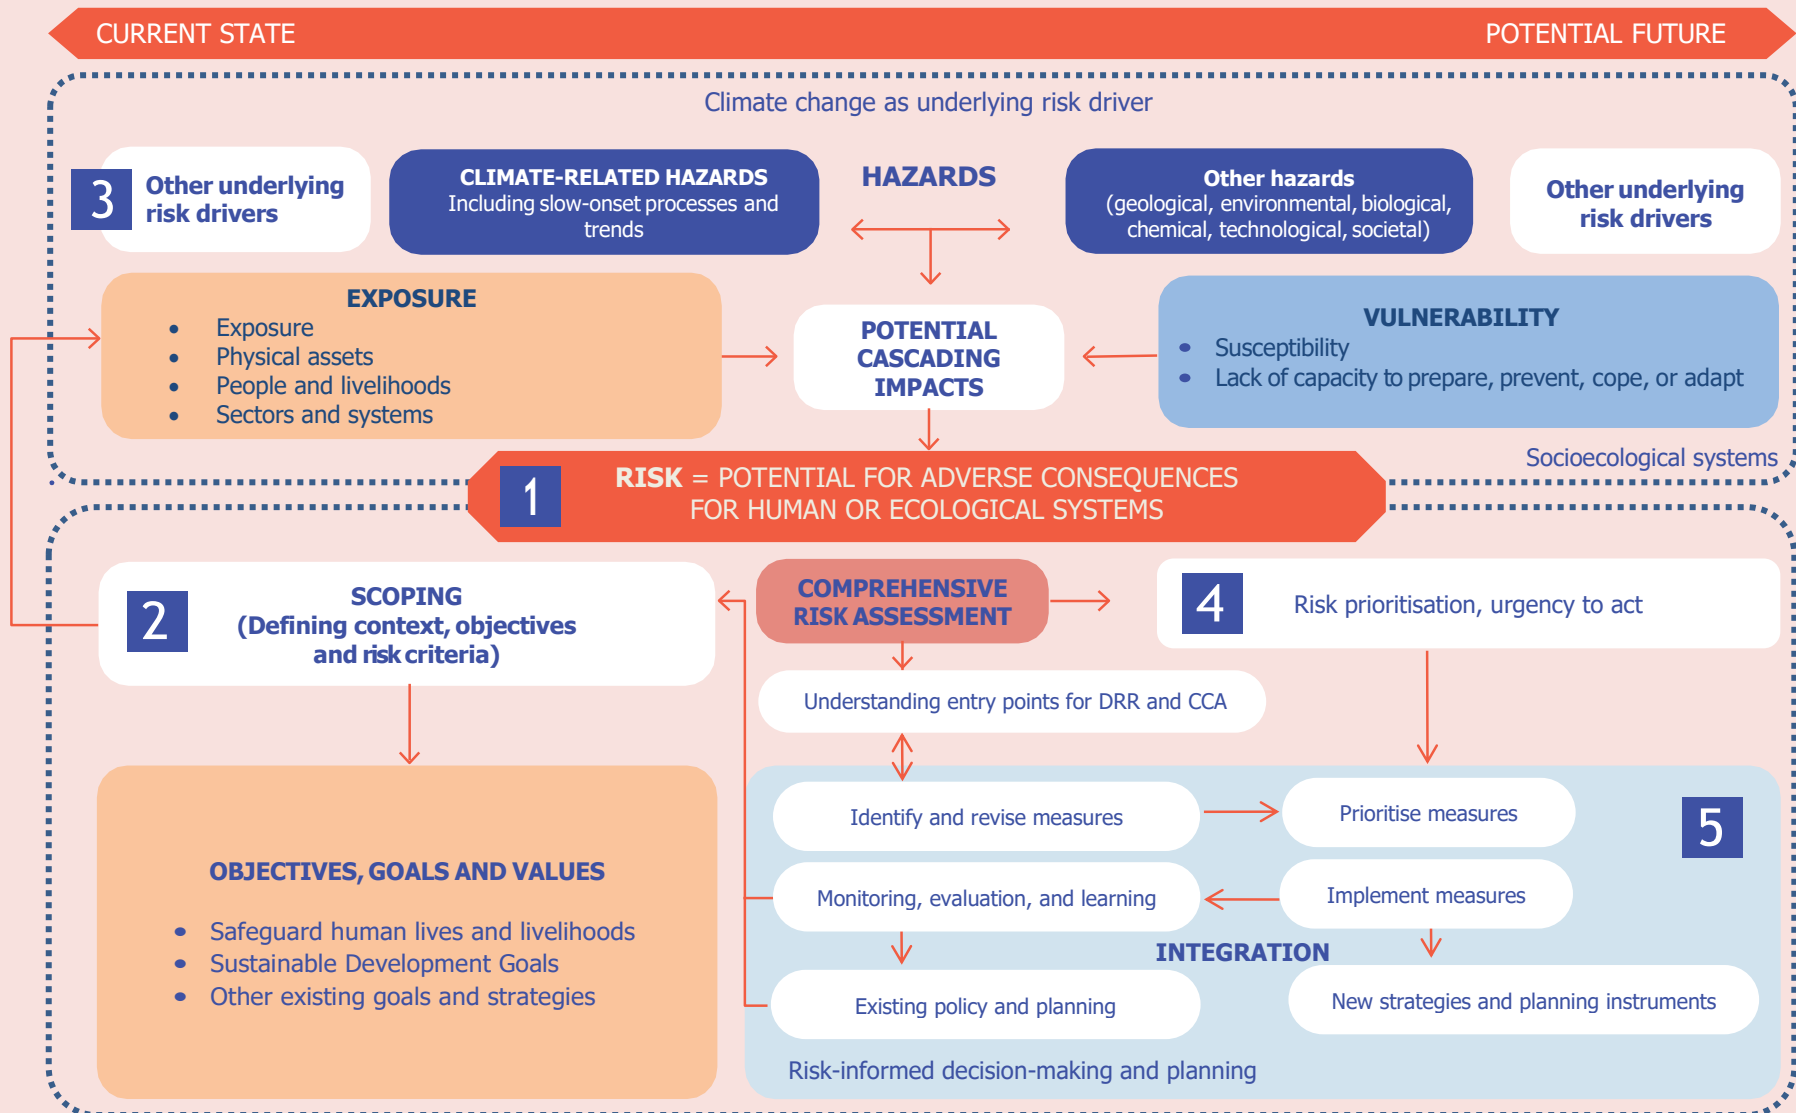 CURRENT STATE
POTENTIAL FUTURE
Climate change as underlying risk driver
3
Other underlying
risk drivers
CLIMATE-RELATED HAZARDS
Including slow-onset processes and
trends
HAZARDS
Other hazards
(geological, environmental, biological,
chemical, technological, societal)
Other underlying
risk drivers
EXPOSURE
• Exposure
• Physical assets
• People and livelihoods
• Sectors and systems
POTENTIAL
CASCADING
IMPACTS
VULNERABILITY
• Susceptibility
• Lack of capacity to prepare, prevent, cope, or adapt
Socioecological systems
1
RISK = POTENTIAL FOR ADVERSE CONSEQUENCES
FOR HUMAN OR ECOLOGICAL SYSTEMS
2
SCOPING
(Defining context, objectives
and risk criteria)
COMPREHENSIVE
RISK ASSESSMENT
4
Risk prioritisation, urgency to act
Understanding entry points for DRR and CCA
OBJECTIVES, GOALS AND VALUES
• Safeguard human lives and livelihoods
• Sustainable Development Goals
• Other existing goals and strategies
Identify and revise measures
Prioritise measures
5
Monitoring, evaluation, and learning
Implement measures
INTEGRATION
Existing policy and planning
New strategies and planning instruments
Risk-informed decision-making and planning